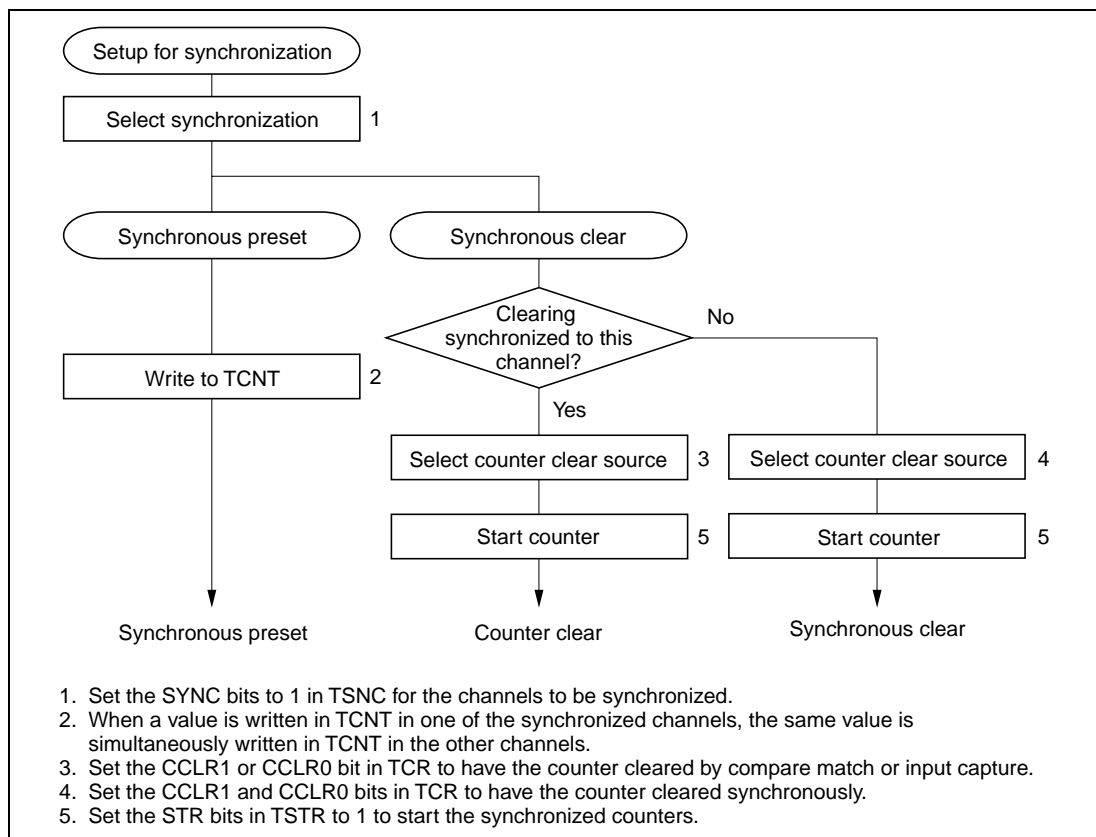 Setup for synchronization
Select synchronization 1
Synchronous preset
Synchronous clear
Clearing
synchronized to this
channel?
No
Write to TCNT 2
Yes
Select counter clear source 3
Select counter clear source 4
Start counter 5
Start counter 5
Synchronous preset
Counter clear
Synchronous clear
1. Set the SYNC bits to 1 in TSNC for the channels to be synchronized.
2. When a value is written in TCNT in one of the synchronized channels, the same value is
simultaneously written in TCNT in the other channels.
3. Set the CCLR1 or CCLR0 bit in TCR to have the counter cleared by compare match or input capture.
4. Set the CCLR1 and CCLR0 bits in TCR to have the counter cleared synchronously.
5. Set the STR bits in TSTR to 1 to start the synchronized counters.